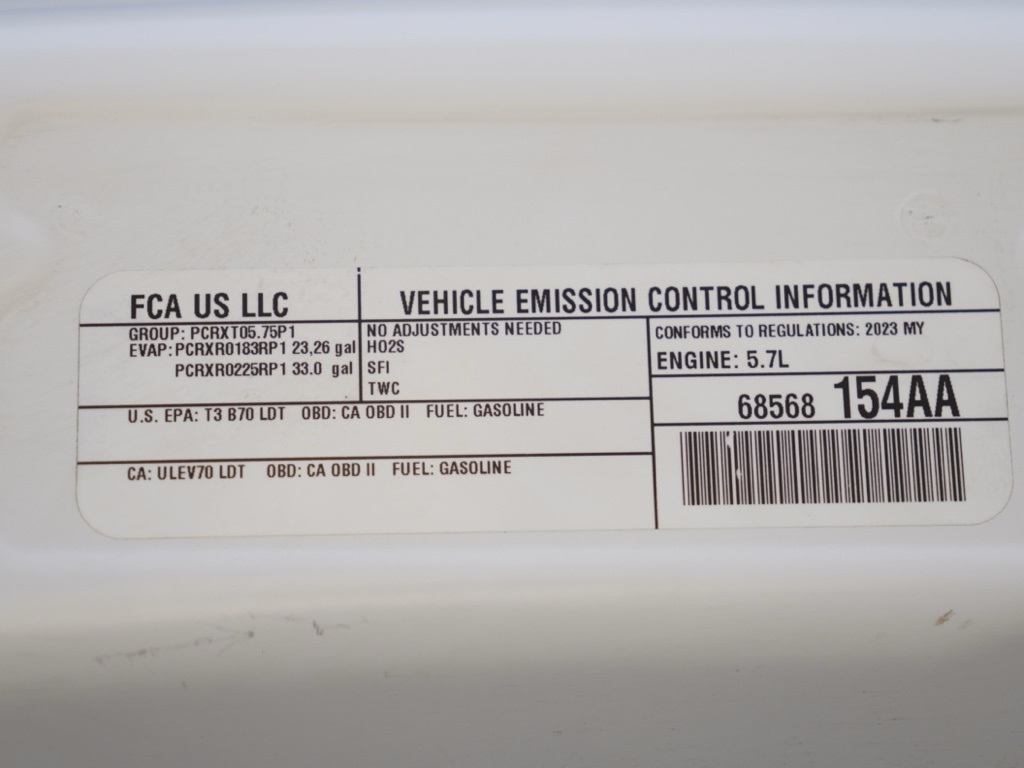 FCA US LLC
VEHICLE EMISSION CONTROL INFORMATION
GROUP: PCRXT05.75P1
EVAP: PCRXR0183RP1 23,26 gal
PCRXR0225RP1 33.0 gal
NO ADJUSTMENTS NEEDED
HO2S
SFI
TWC
CONFORMS TO REGULATIONS: 2023 MY
ENGINE: 5.7L
68568 154AA
U.S. EPA: T3 B70 LDT OBD: CA OBD II FUEL: GASOLINE
CA: ULEV70 LDT OBD: CA OBD II FUEL: GASOLINE